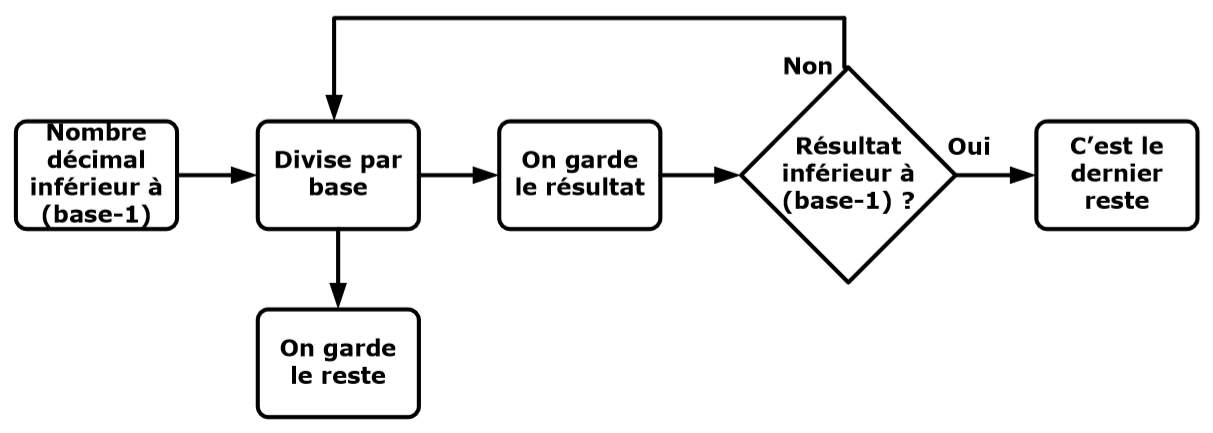 Nombre
décimal
inférieur à
(base-1)
Divise par
base
On garde
le résultat
Non
Résultat
inférieur à
(base-1) ?
Oui
C’est le
dernier
reste
On garde
le reste